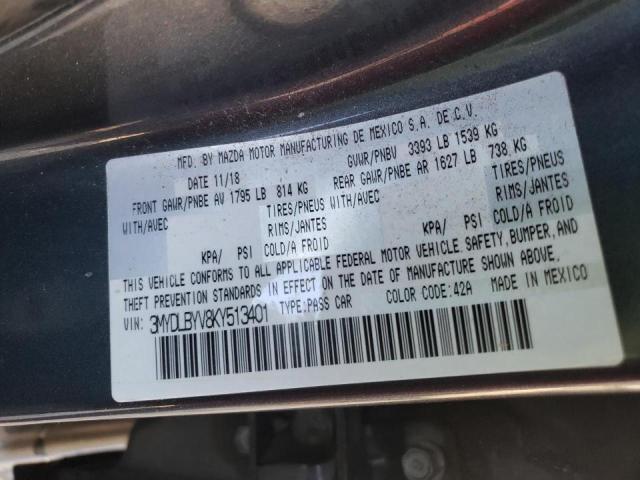 MFD. BY MAZDA MOTOR MANUFACTURING DE MEXICO S.A. DE C.V.
DATE 11/18 GVWR/PNBV 3393 LB 1539 KG
FRONT GAWR/PNBE AV 1795 LB 814 KG REAR GAWR/PNBE AR 1627 LB 738 KG
WITH/AVEC TIRES/PNEUS WITH/AVEC TIRES/PNEUS
RIMS/JANTES RIMS/JANTES
KPA/ PSI COLD/A FROID KPA/ PSI COLD/A FROID
THIS VEHICLE CONFORMS TO ALL APPLICABLE FEDERAL MOTOR VEHICLE SAFETY, BUMPER, AND
THEFT PREVENTION STANDARDS IN EFFECT ON THE DATE OF MANUFACTURE SHOWN ABOVE.
VIN: 3MYDLBYV8KY513401 TYPE:PASS CAR COLOR CODE:42A MADE IN MEXICO